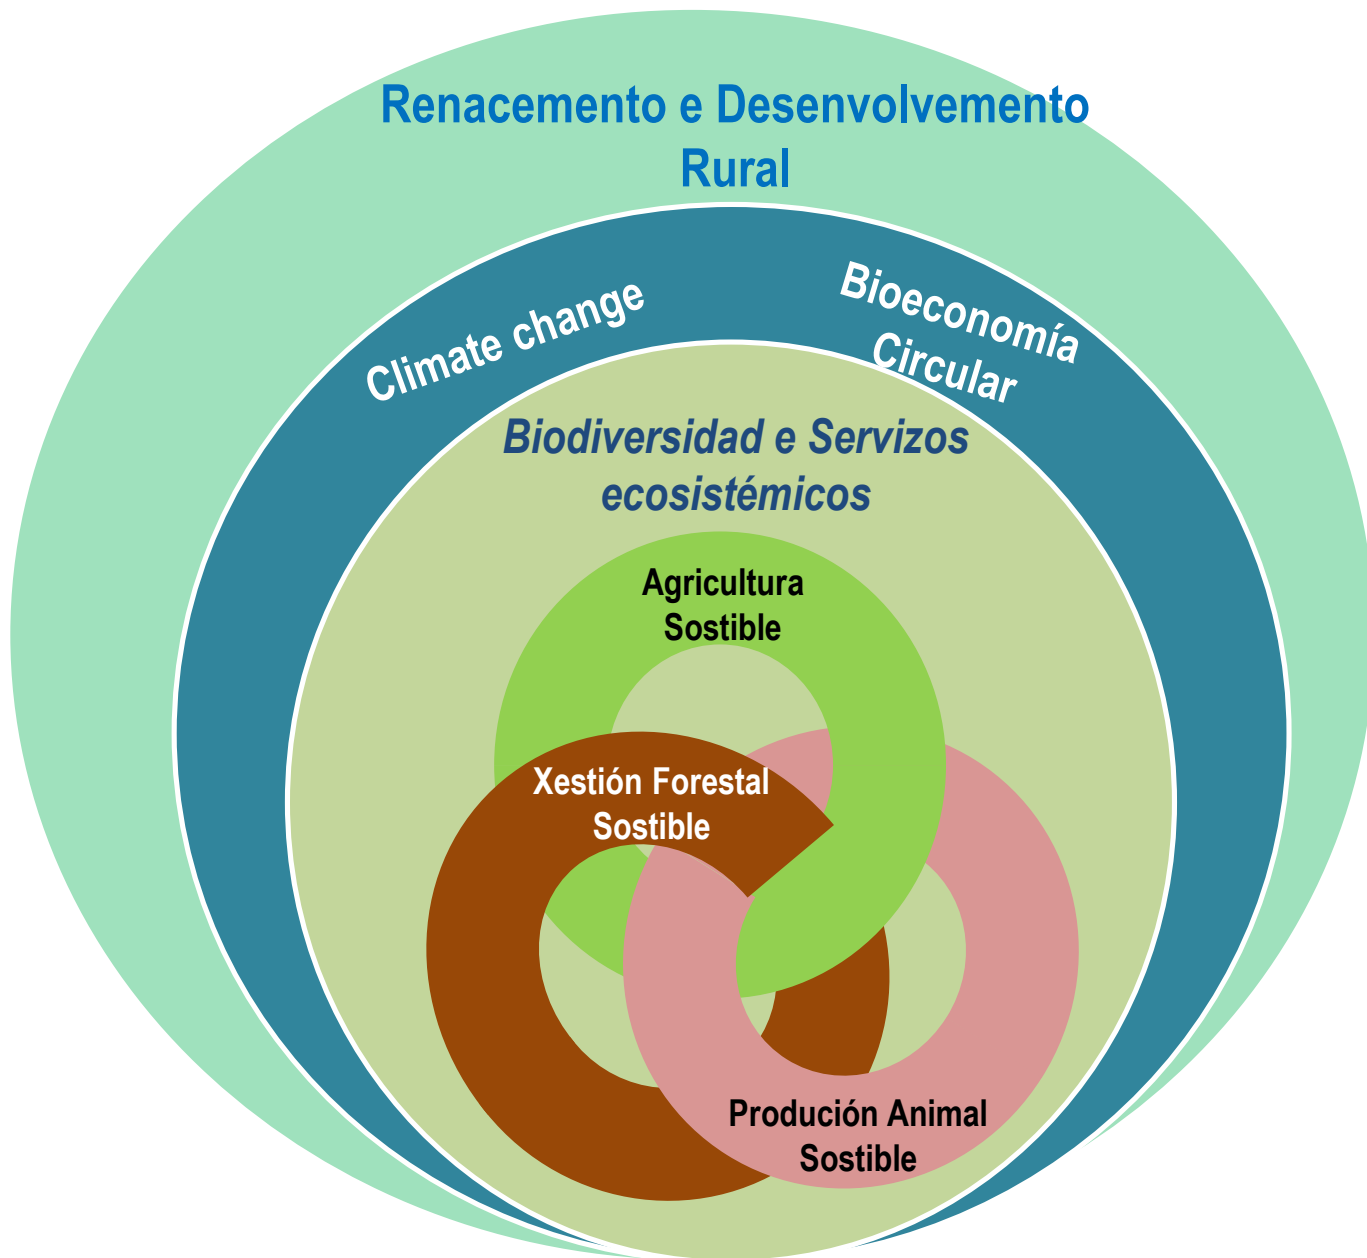 Renacemento e Desenvolvemento
Rural
Climate change
Bioeconomía
Circular
Biodiversidad e Servizos
ecosistémicos
Agricultura
Sostible
Xestión Forestal
Sostible
Produción Animal
Sostible